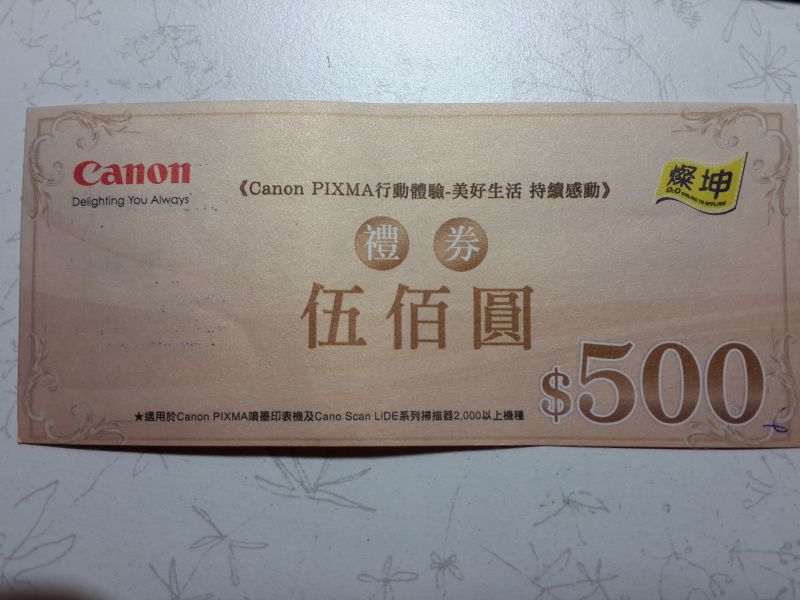 Canon
Delighting You Always
《Canon PIXMA行動體驗-美好生活 持續感動》
燦坤
ONLINE TO OFFLINE
禮券
伍佰圓
$500
★適用於Canon PIXMA噴墨印表機及Cano Scan LiDE系列掃描器2,000以上機種